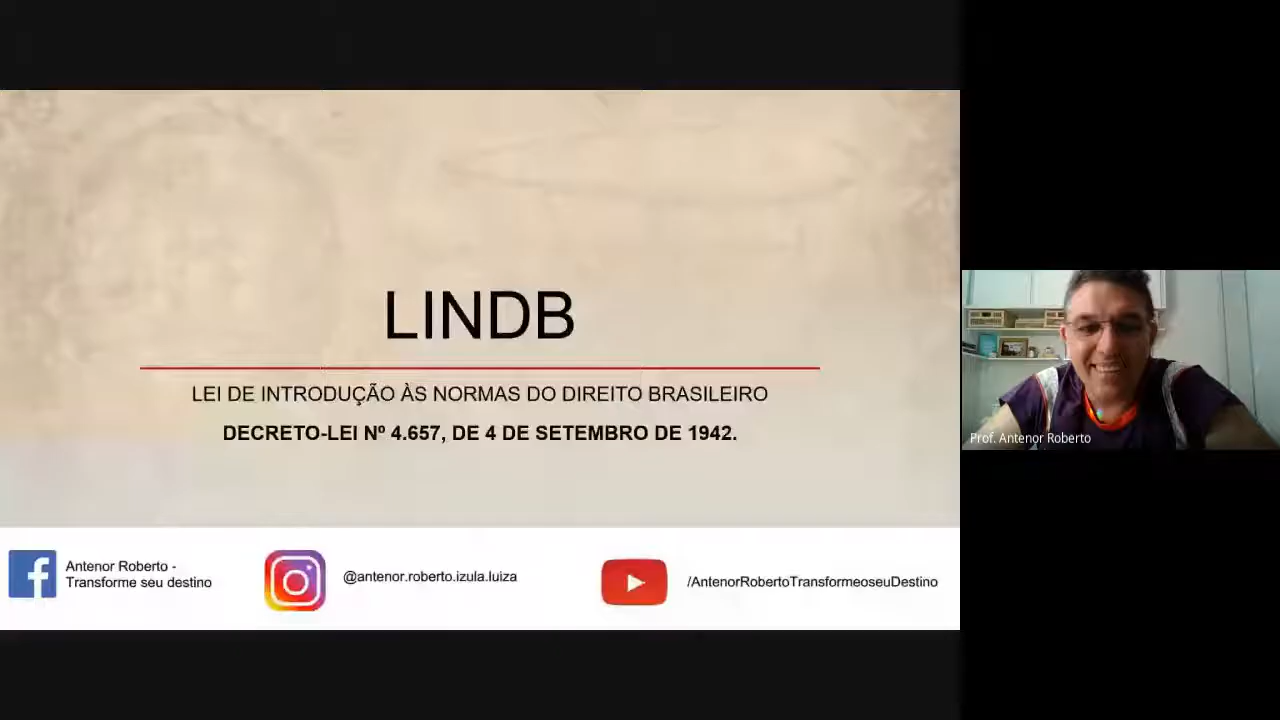 LINDB
LEI DE INTRODUÇÃO ÀS NORMAS DO DIREITO BRASILEIRO
DECRETO-LEI Nº 4.657, DE 4 DE SETEMBRO DE 1942.
Antenor Roberto -
Transforme seu destino
@antenor.roberto.izula.luiza
/AntenorRobertoTransformeoseuDestino
Prof. Antenor Roberto